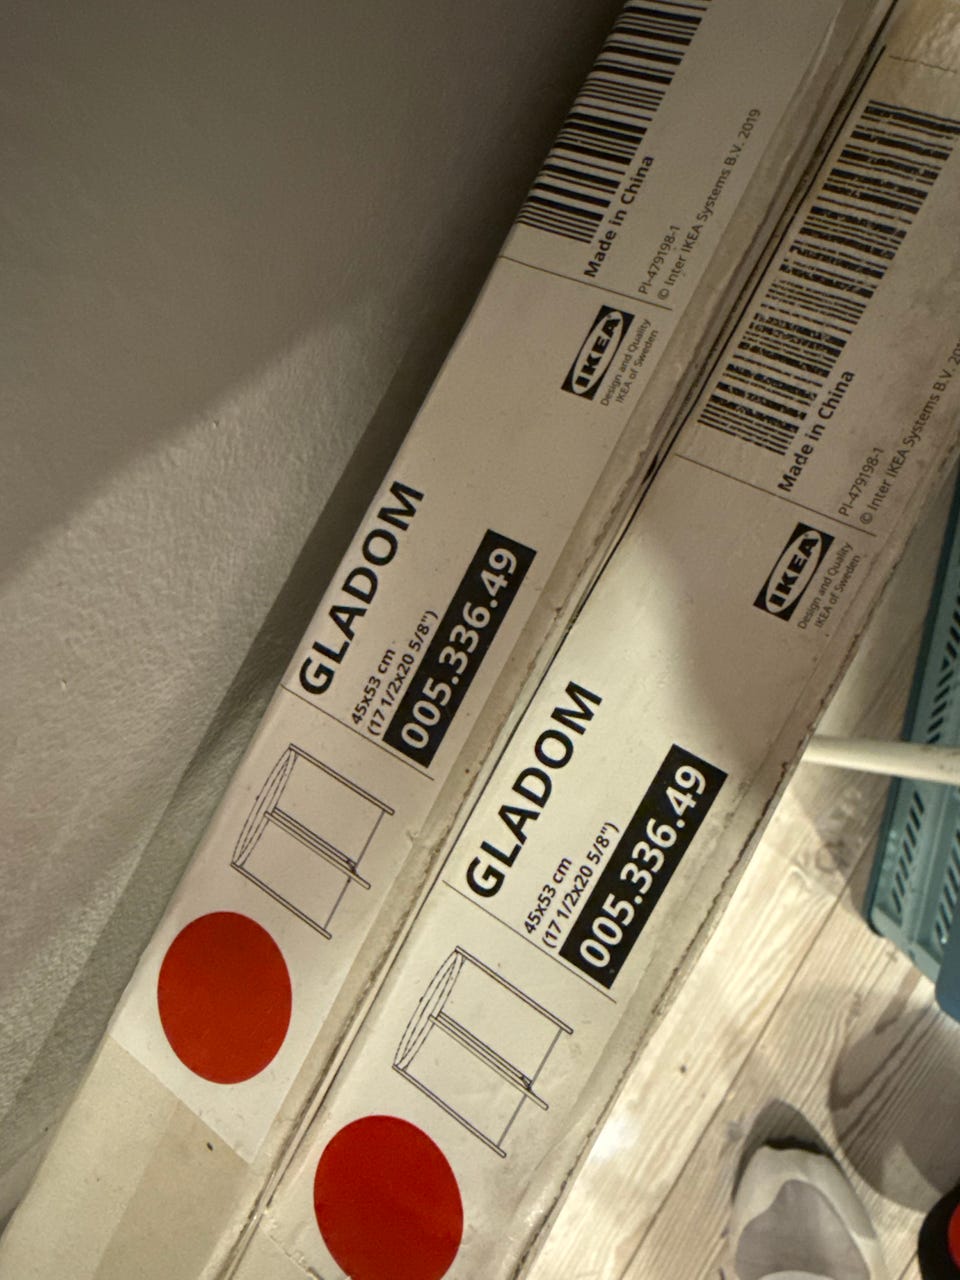 Made in China
PI-479198-1
© Inter IKEA Systems B.V. 2019
IKEA
Design and Quality
IKEA of Sweden
GLADOM
45x53 cm
(17 1/2x20 5/8")
005.336.49
Made in China
PI-479198-1
© Inter IKEA Systems B.V.
IKEA
Design and Quality
IKEA of Sweden
GLADOM
45x53 cm
(17 1/2x20 5/8")
005.336.49